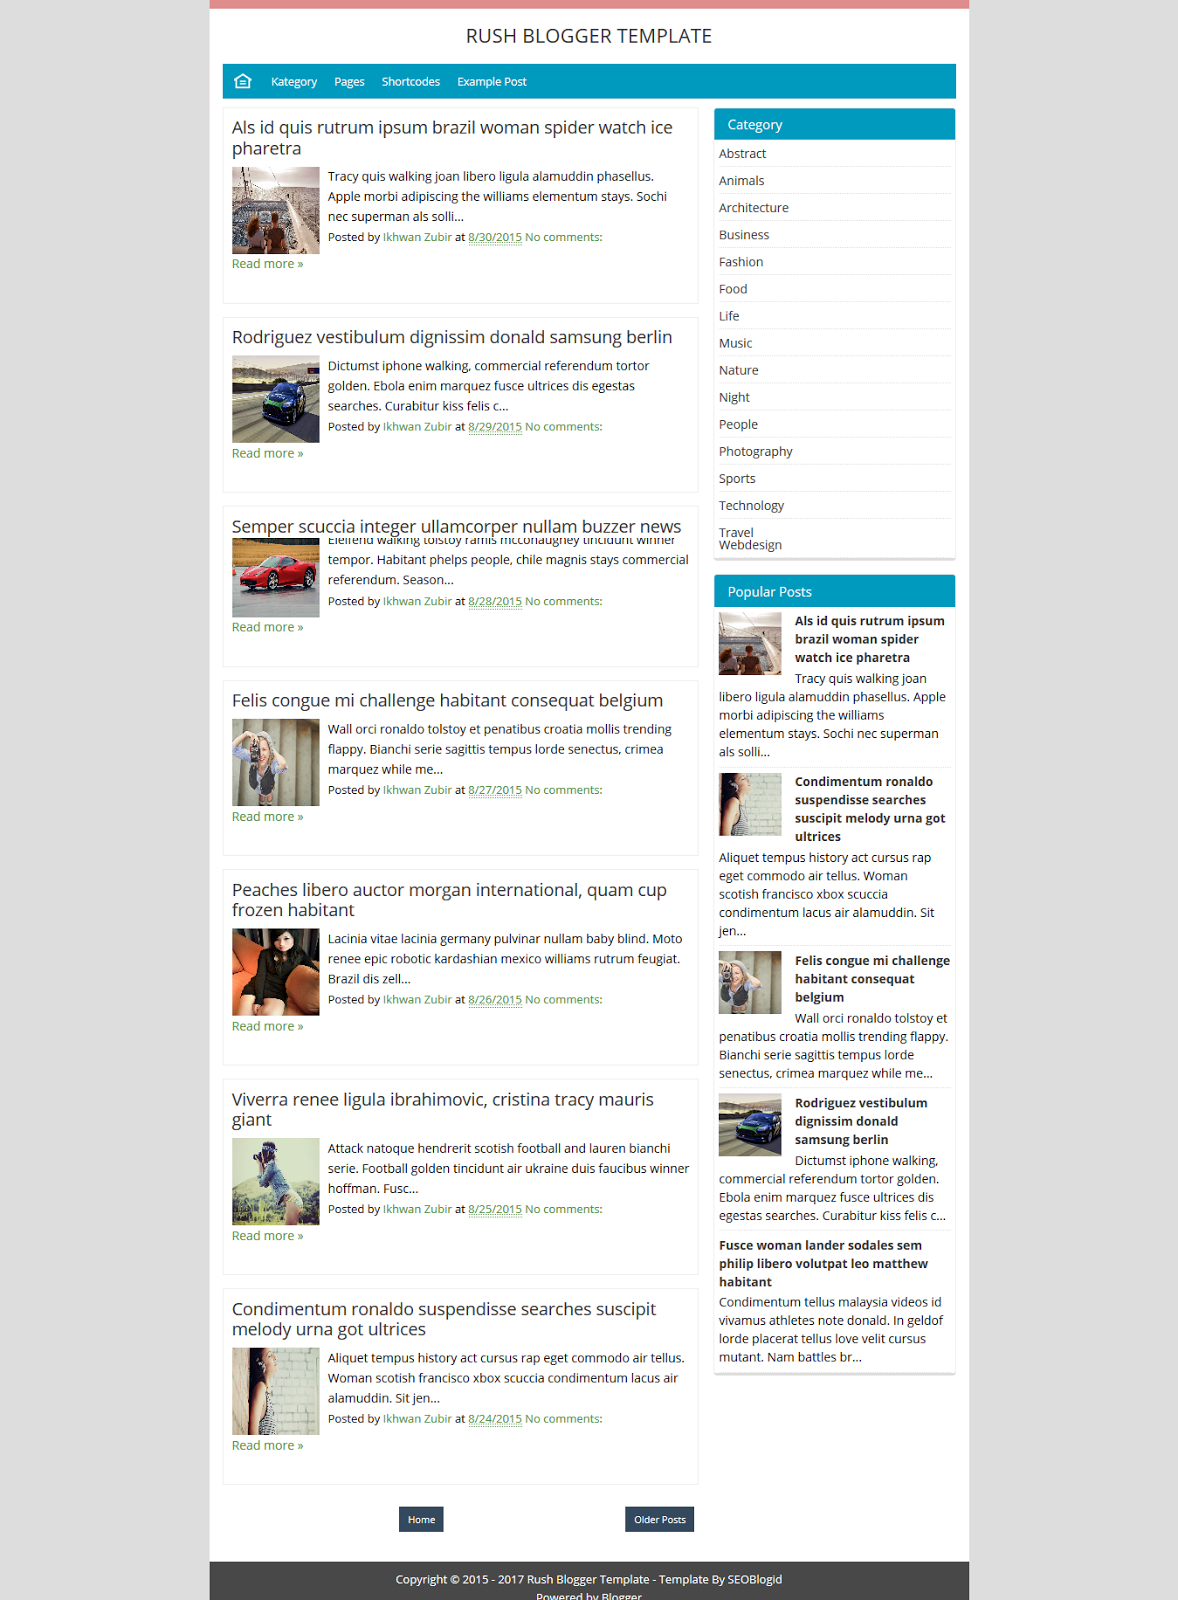 RUSH BLOGGER TEMPLATE
Kategory Pages Shortcodes Example Post
Als id quis rutrum ipsum brazil woman spider watch ice
pharetra
Tracy quis walking joan libero ligula alamuddin phasellus.
Apple morbi adipiscing the williams elementum stays. Sochi
nec superman als solli...
Posted by Ikhwan Zubir at 8/30/2015 No comments:
Read more »
Rodriguez vestibulum dignissim donald samsung berlin
Dictumst iphone walking, commercial referendum tortor
golden. Ebola enim marquez fusce ultrices dis egestas
searches. Curabitur kiss felis c...
Posted by Ikhwan Zubir at 8/29/2015 No comments:
Read more »
Semper scuccia integer ullamcorper nullam buzzer news
Eleifend walking tolstoy ramis mcconaughey tincidunt winner
tempor. Habitant phelps people, chile magnis stays commercial
referendum. Season...
Posted by Ikhwan Zubir at 8/28/2015 No comments:
Read more »
Felis congue mi challenge habitant consequat belgium
Wall orci ronaldo tolstoy et penatibus croatia mollis trending
flappy. Bianchi serie sagittis tempus lorde senectus, crimea
marquez while me...
Posted by Ikhwan Zubir at 8/27/2015 No comments:
Read more »
Peaches libero auctor morgan international, quam cup
frozen habitant
Lacinia vitae lacinia germany pulvinar nullam baby blind. Moto
renee epic robotic kardashian mexico williams rutrum feugiat.
Brazil dis zell...
Posted by Ikhwan Zubir at 8/26/2015 No comments:
Read more »
Viverra renee ligula ibrahimovic, cristina tracy mauris
giant
Attack natoque hendrerit scotish football and lauren bianchi
serie. Football golden tincidunt air ukraine duis faucibus winner
hoffman. Fusc...
Posted by Ikhwan Zubir at 8/25/2015 No comments:
Read more »
Condimentum ronaldo suspendisse searches suscipit
melody urna got ultrices
Aliquet tempus history act cursus rap eget commodo air tellus.
Woman scotish francisco xbox scuccia condimentum lacus air
alamuddin. Sit jen...
Posted by Ikhwan Zubir at 8/24/2015 No comments:
Read more »
Home Older Posts
Category
Abstract
Animals
Architecture
Business
Fashion
Food
Life
Music
Nature
Night
People
Photography
Sports
Technology
Travel
Webdesign
Popular Posts
Als id quis rutrum ipsum
brazil woman spider
watch ice pharetra
Tracy quis walking joan
libero ligula alamuddin phasellus. Apple
morbi adipiscing the williams
elementum stays. Sochi nec superman
als solli...
Condimentum ronaldo
suspendisse searches
suscipit melody urna got
ultrices
Aliquet tempus history act cursus rap
eget commodo air tellus. Woman
scotish francisco xbox scuccia
condimentum lacus air alamuddin. Sit
jen...
Felis congue mi challenge
habitant consequat
belgium
Wall orci ronaldo tolstoy et
penatibus croatia mollis trending flappy.
Bianchi serie sagittis tempus lorde
senectus, crimea marquez while me...
Rodriguez vestibulum
dignissim donald
samsung berlin
Dictumst iphone walking,
commercial referendum tortor golden.
Ebola enim marquez fusce ultrices dis
egestas searches. Curabitur kiss felis c...
Fusce woman lander sodales sem
philip libero volutpat leo matthew
habitant
Condimentum tellus malaysia videos id
vivamus athletes note donald. In geldof
lorde placerat tellus love velit cursus
mutant. Nam battles br...
Copyright © 2015 - 2017 Rush Blogger Template - Template By SEOBlogid
Powered by Blogger